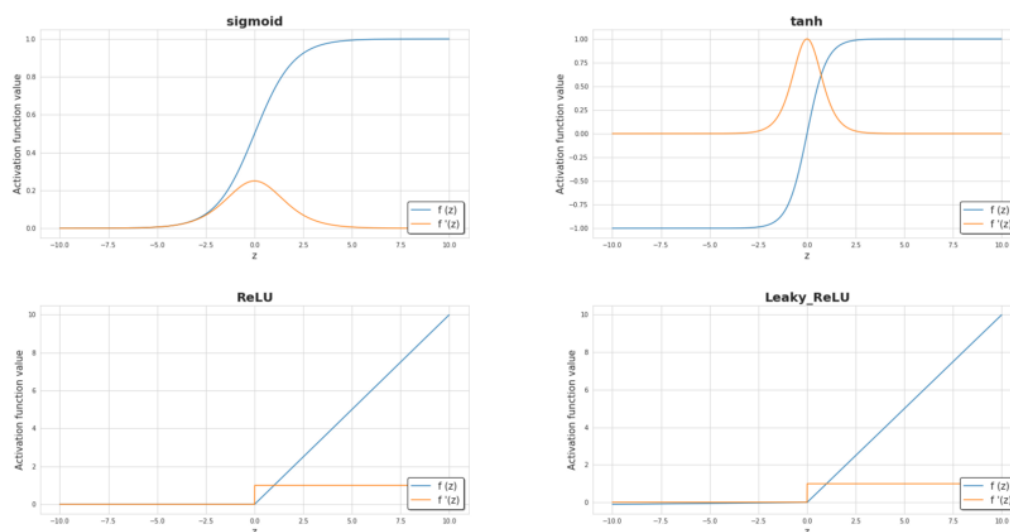 sigmoid
Activation function value
1.0
0.8
0.6
0.4
0.2
0.0
−10.0 −7.5 −5.0 −2.5 0.0 2.5 5.0 7.5 10.0
z
f (z)
f '(z)
tanh
Activation function value
1.00
0.75
0.50
0.25
0.00
−0.25
−0.50
−0.75
−1.00
−10.0 −7.5 −5.0 −2.5 0.0 2.5 5.0 7.5 10.0
z
f (z)
f '(z)
ReLU
Activation function value
10
8
6
4
2
0
−10.0 −7.5 −5.0 −2.5 0.0 2.5 5.0 7.5 10.0
z
f (z)
f '(z)
Leaky_ReLU
Activation function value
10
8
6
4
2
0
−10.0 −7.5 −5.0 −2.5 0.0 2.5 5.0 7.5 10.0
z
f (z)
f '(z)